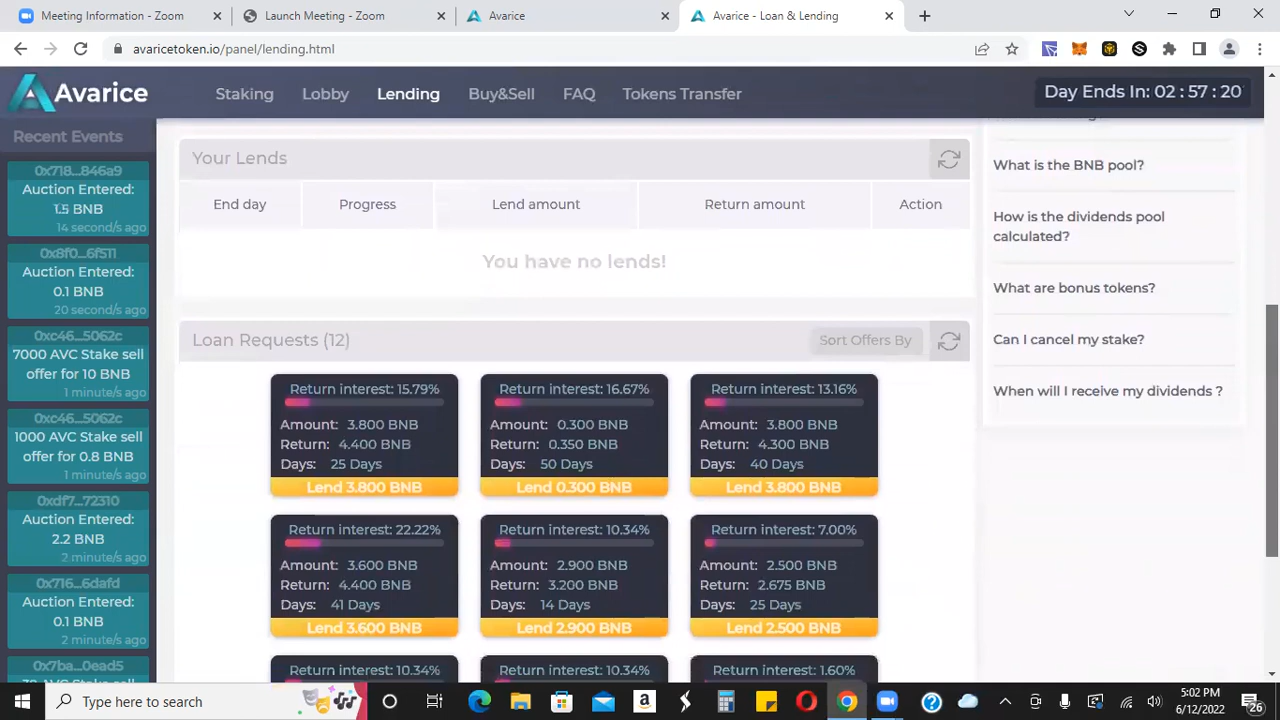 Meeting Information - Zoom
Launch Meeting - Zoom
Avarice
Avarice - Loan & Lending
avaricetoken.io/panel/lending.html
Avarice
Staking
Lobby
Lending
Buy&Sell
FAQ
Tokens Transfer
Day Ends In: 02 : 57 : 20
Recent Events
0x718...846a9
Auction Entered:
1.5 BNB
14 second/s ago
0x8f0...6f511
Auction Entered:
0.1 BNB
20 second/s ago
0xc46...5062c
7000 AVC Stake sell
offer for 10 BNB
1 minute/s ago
0xc46...5062c
1000 AVC Stake sell
offer for 0.8 BNB
1 minute/s ago
0xdf7...72310
Auction Entered:
2.2 BNB
2 minute/s ago
0x716...6dafd
Auction Entered:
0.1 BNB
2 minute/s ago
0x7ba...0ead5
Your Lends
End day
Progress
Lend amount
Return amount
Action
You have no lends!
Loan Requests (12)
Sort Offers By
Return interest: 15.79%
Amount: 3.800 BNB
Return: 4.400 BNB
Days: 25 Days
Lend 3.800 BNB
Return interest: 16.67%
Amount: 0.300 BNB
Return: 0.350 BNB
Days: 50 Days
Lend 0.300 BNB
Return interest: 13.16%
Amount: 3.800 BNB
Return: 4.300 BNB
Days: 40 Days
Lend 3.800 BNB
Return interest: 22.22%
Amount: 3.600 BNB
Return: 4.400 BNB
Days: 41 Days
Lend 3.600 BNB
Return interest: 10.34%
Amount: 2.900 BNB
Return: 3.200 BNB
Days: 14 Days
Lend 2.900 BNB
Return interest: 7.00%
Amount: 2.500 BNB
Return: 2.675 BNB
Days: 25 Days
Lend 2.500 BNB
Return interest: 10.34%
Return interest: 10.34%
Return interest: 1.60%
What is the BNB pool?
How is the dividends pool
calculated?
What are bonus tokens?
Can I cancel my stake?
When will I receive my dividends ?
Type here to search
5:02 PM
6/12/2022
26